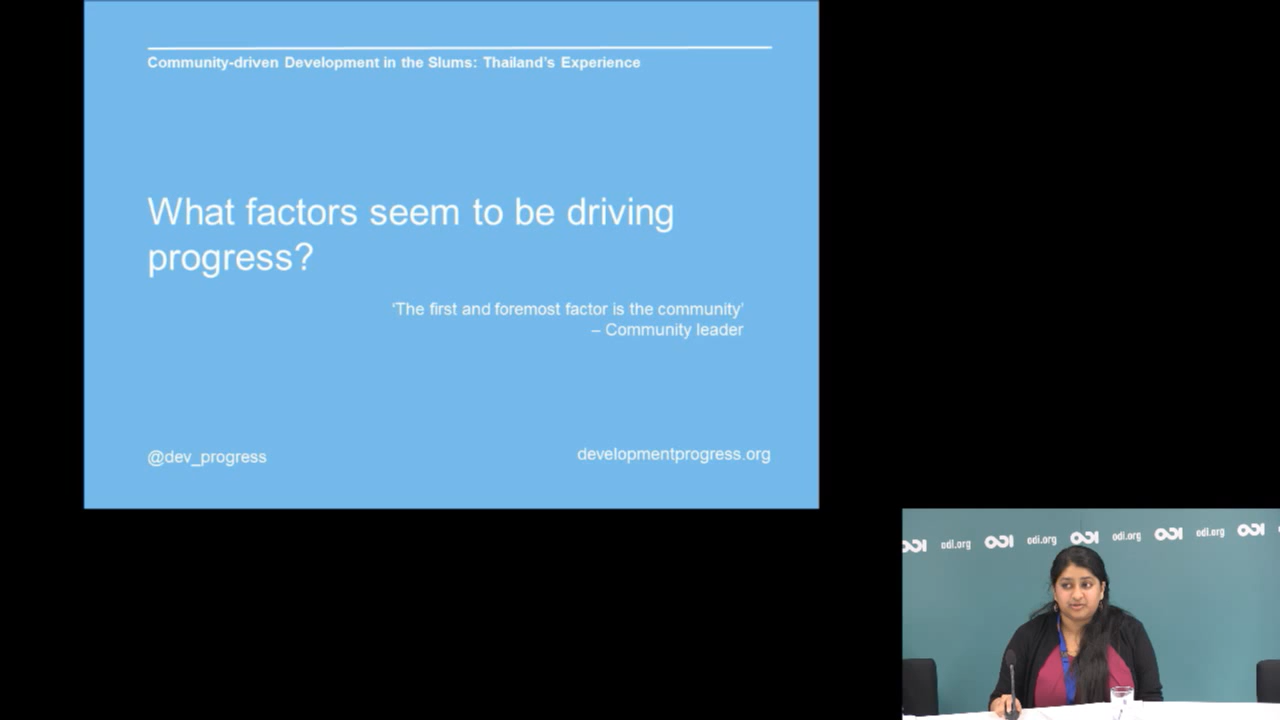 Community-driven Development in the Slums: Thailand's Experience
What factors seem to be driving
progress?
'The first and foremost factor is the community'
– Community leader
@dev_progress
developmentprogress.org
odi.org
odi.org
odi.org
odi.org